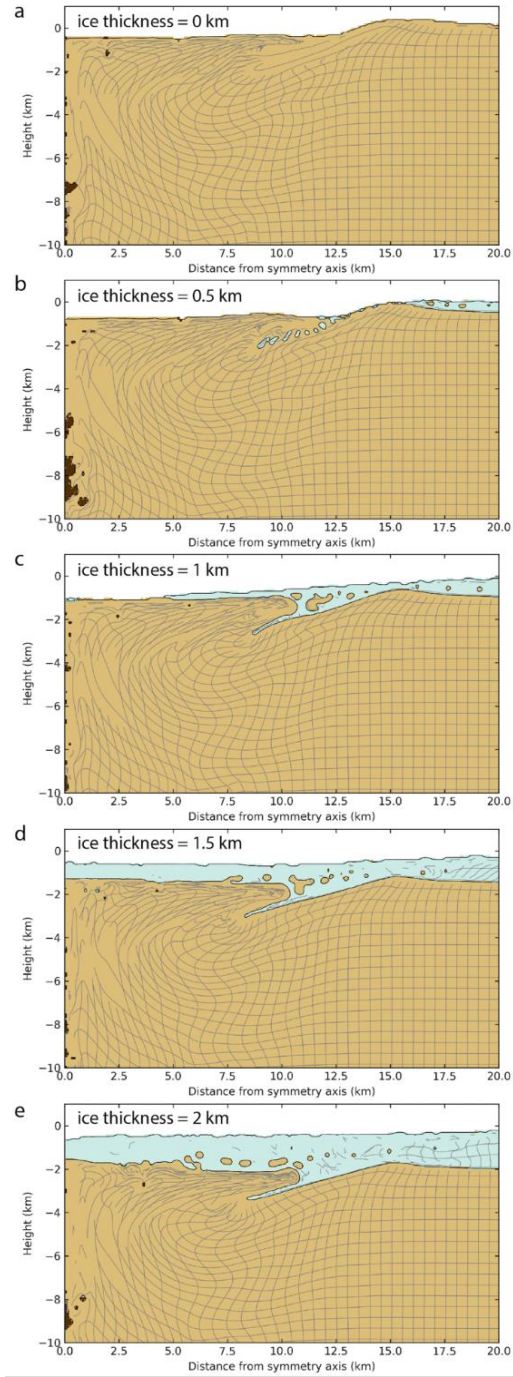 a
ice thickness = 0 km
0
−2
−4
−6
−8
−10
Height (km)
0.0 2.5 5.0 7.5 10.0 12.5 15.0 17.5 20.0
Distance from symmetry axis (km)
b
ice thickness = 0.5 km
0
−2
−4
−6
−8
−10
Height (km)
0.0 2.5 5.0 7.5 10.0 12.5 15.0 17.5 20.0
Distance from symmetry axis (km)
c
ice thickness = 1 km
0
−2
−4
−6
−8
−10
Height (km)
0.0 2.5 5.0 7.5 10.0 12.5 15.0 17.5 20.0
Distance from symmetry axis (km)
d
ice thickness = 1.5 km
0
−2
−4
−6
−8
−10
Height (km)
0.0 2.5 5.0 7.5 10.0 12.5 15.0 17.5 20.0
Distance from symmetry axis (km)
e
ice thickness = 2 km
0
−2
−4
−6
−8
−10
Height (km)
0.0 2.5 5.0 7.5 10.0 12.5 15.0 17.5 20.0
Distance from symmetry axis (km)